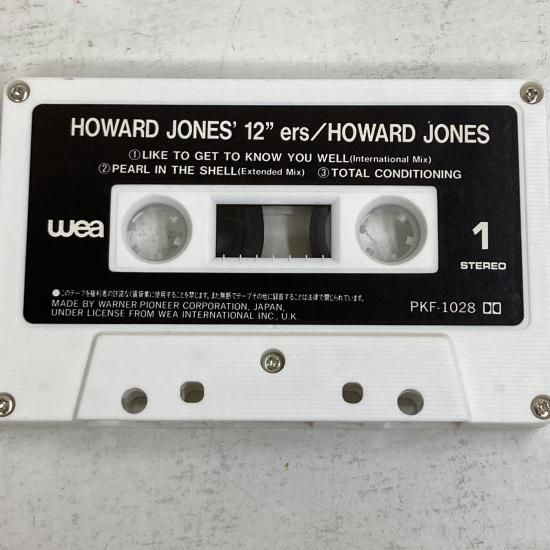 HOWARD JONES' 12” ers/HOWARD JONES
①LIKE TO GET TO KNOW YOU WELL(International Mix)
②PEARL IN THE SHELL(Extended Mix) ③TOTAL CONDITIONING
wea
1
STEREO
●このテープを権利者の許諾なく賃貸業に使用することを禁じます。また無断でテープその他に録音することは法律で禁じられています。
MADE BY WARNER PIONEER CORPORATION, JAPAN.
UNDER LICENSE FROM WEA INTERNATIONAL INC., U.K.
PKF-1028